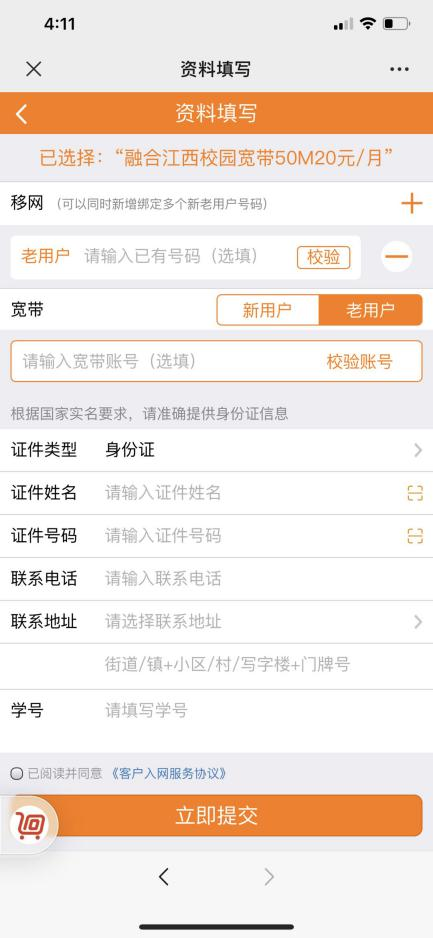 4:11
资料填写
资料填写
已选择：“融合江西校园宽带50M20元/月”
移网 （可以同时新增绑定多个新老用户号码）
老用户 请输入已有号码（选填） 校验
宽带 新用户 老用户
请输入宽带账号（选填） 校验账号
根据国家实名要求，请准确提供身份证信息
证件类型 身份证
证件姓名 请输入证件姓名
证件号码 请输入证件号码
联系电话 请输入联系电话
联系地址 请选择联系地址
街道/镇+小区/村/写字楼+门牌号
学号 请填写学号
已阅读并同意 《客户入网服务协议》
立即提交